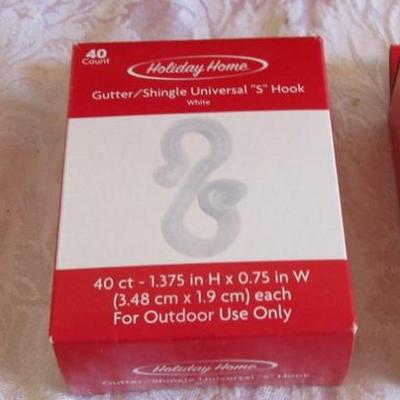 40
Count
Holiday Home
Gutter/Shingle Universal "S" Hook
White
40 ct - 1.375 in H x 0.75 in W
(3.48 cm x 1.9 cm) each
For Outdoor Use Only
Holiday Home
Gutter/Shingle Universal "S" Hook